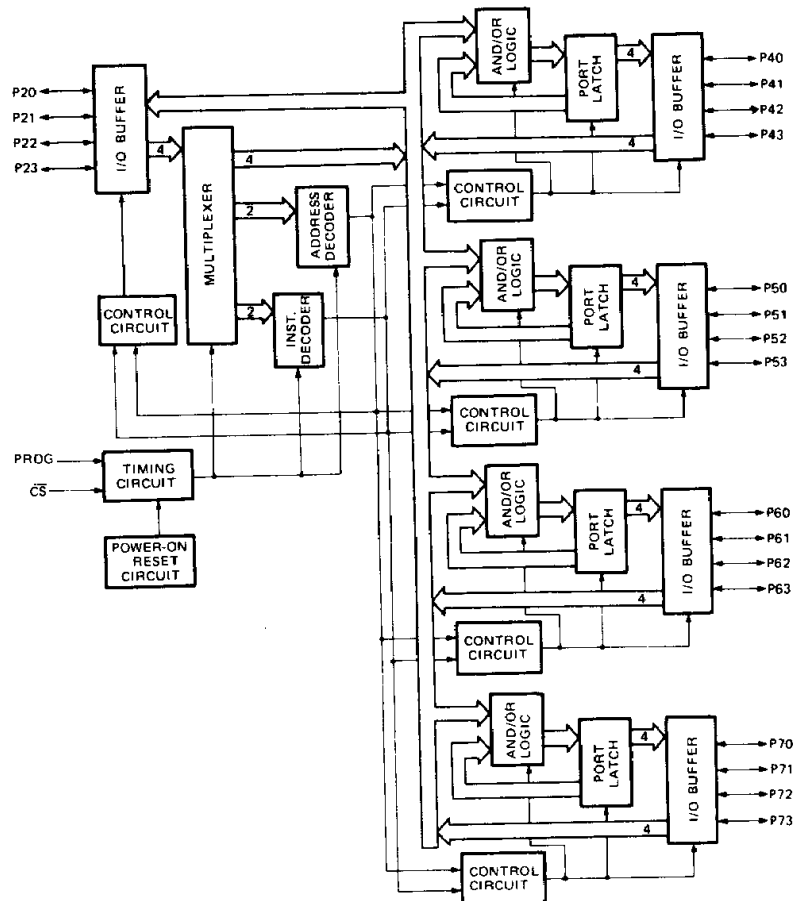 P20
P21
P22
P23
I/O BUFFER
4
MULTIPLEXER
4
2
ADDRESS
DECODER
2
INST.
DECODER
CONTROL
CIRCUIT
PROG
CS
TIMING
CIRCUIT
POWER-ON
RESET
CIRCUIT
AND/OR
LOGIC
PORT
LATCH
4
I/O BUFFER
4
CONTROL
CIRCUIT
P40
P41
P42
P43
AND/OR
LOGIC
PORT
LATCH
4
I/O BUFFER
4
CONTROL
CIRCUIT
P50
P51
P52
P53
AND/OR
LOGIC
PORT
LATCH
4
I/O BUFFER
4
CONTROL
CIRCUIT
P60
P61
P62
P63
AND/OR
LOGIC
PORT
LATCH
4
I/O BUFFER
4
CONTROL
CIRCUIT
P70
P71
P72
P73